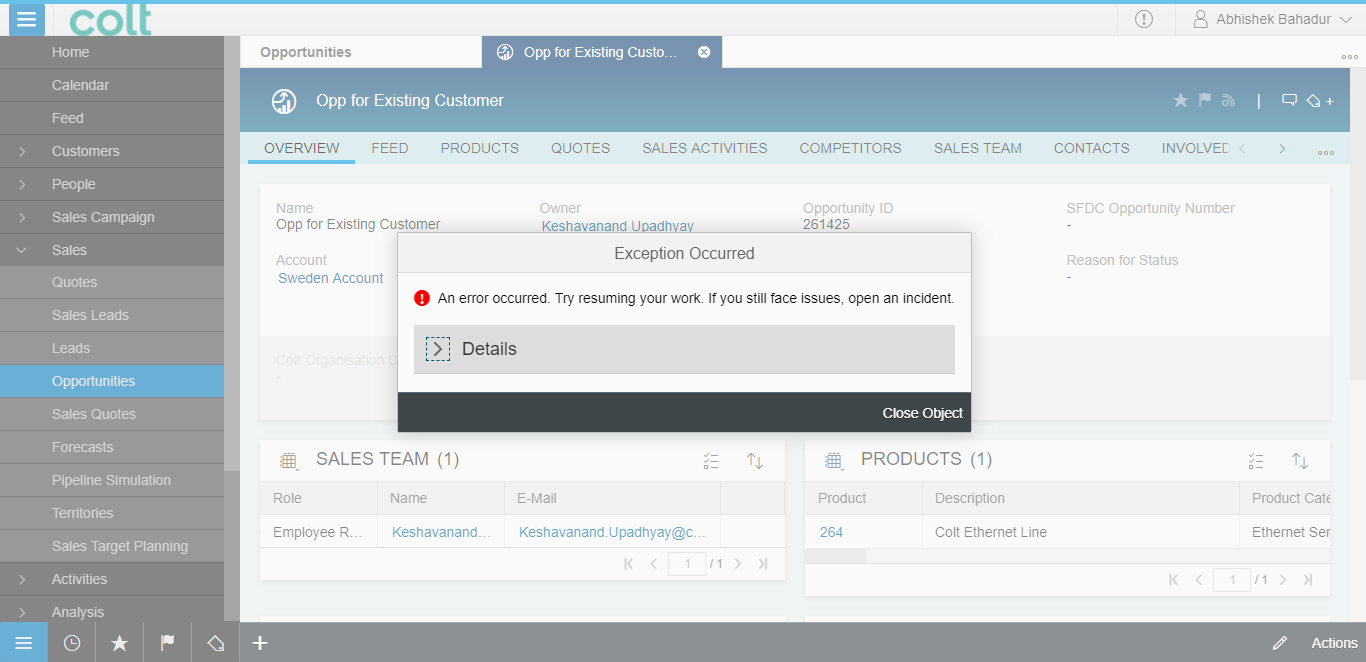 colt
Abhishek Bahadur
Home
Calendar
Feed
Customers
People
Sales Campaign
Sales
Quotes
Sales Leads
Leads
Opportunities
Sales Quotes
Forecasts
Pipeline Simulation
Territories
Sales Target Planning
Activities
Analysis
Opportunities
Opp for Existing Custo...
Opp for Existing Customer
OVERVIEW FEED PRODUCTS QUOTES SALES ACTIVITIES COMPETITORS SALES TEAM CONTACTS INVOLVED
Name
Opp for Existing Customer
Owner
Keshavanand Upadhyay
Opportunity ID
261425
SFDC Opportunity Number
-
Account
Sweden Account
Reason for Status
-
Colt Organisation C
-
Exception Occurred
An error occurred. Try resuming your work. If you still face issues, open an incident.
Details
Close Object
SALES TEAM (1)
Role Name E-Mail
Employee R... Keshavanand... Keshavanand.Upadhyay@c...
1 / 1
PRODUCTS (1)
Product Description Product Cate
264 Colt Ethernet Line Ethernet Ser
1 / 1
Actions